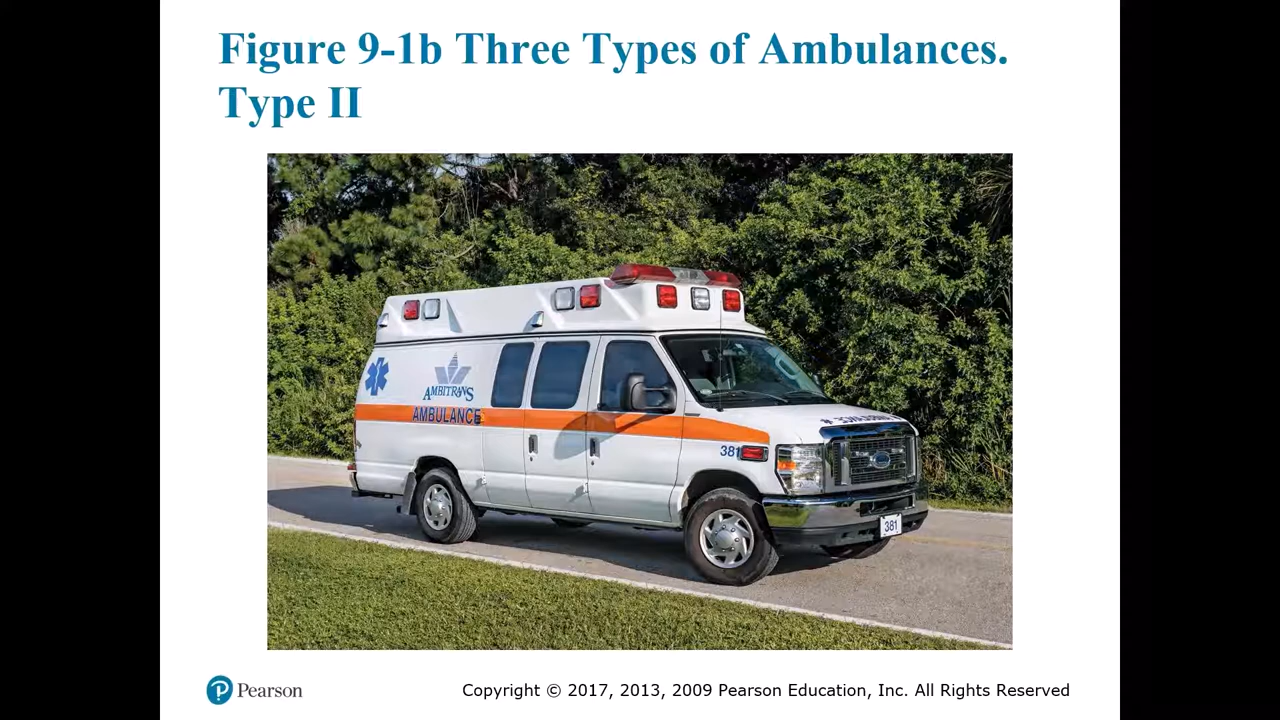 Figure 9-1b Three Types of Ambulances.
Type II
AMBITRANS
AMBULANCE
381
381
Pearson
Copyright © 2017, 2013, 2009 Pearson Education, Inc. All Rights Reserved